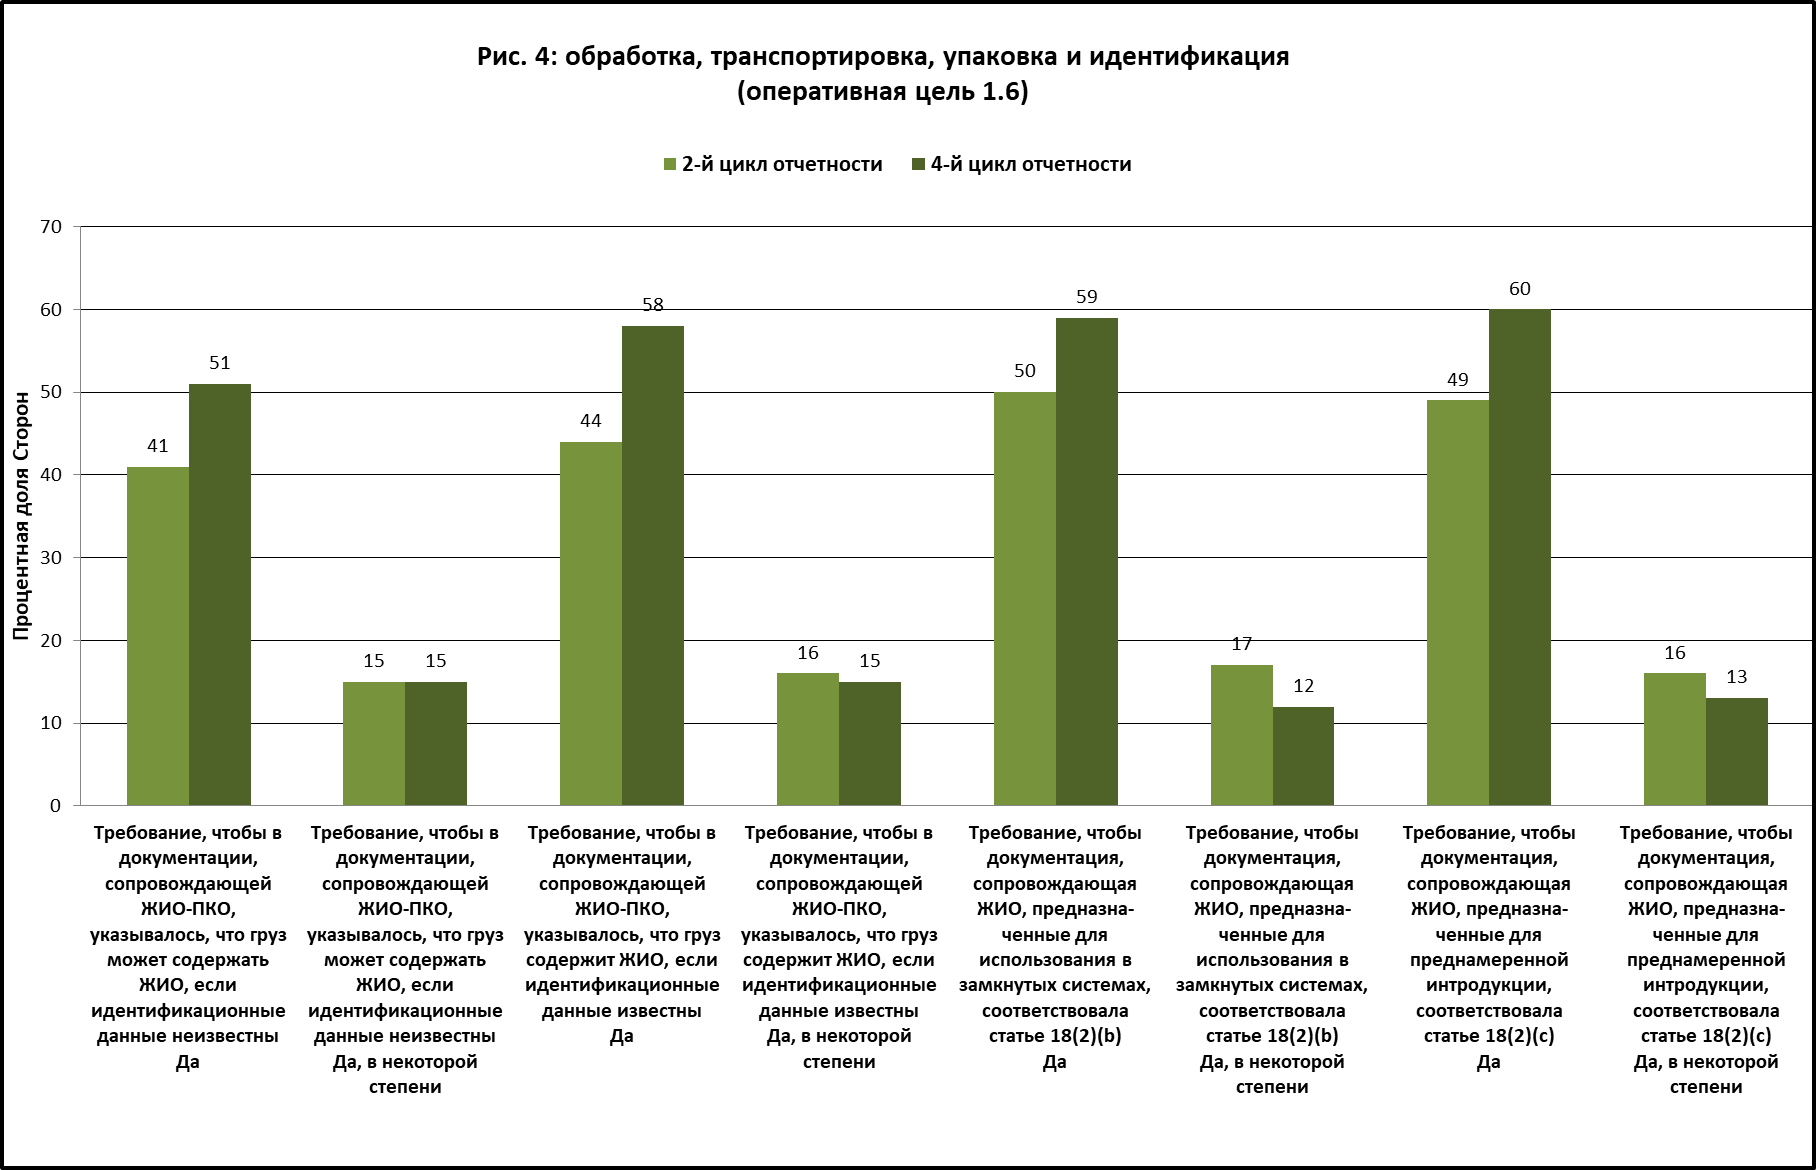 Рис. 4: обработка, транспортировка, упаковка и идентификация
(оперативная цель 1.6)
2-й цикл отчетности
4-й цикл отчетности
Процентная доля Сторон
70
60
50
40
30
20
10
0
41
51
15
15
44
58
16
15
50
59
17
12
49
60
16
13
Требование, чтобы в
документации,
сопровождающей
ЖИО-ПКО,
указывалось, что груз
может содержать
ЖИО, если
идентификационные
данные неизвестны
Да
Требование, чтобы в
документации,
сопровождающей
ЖИО-ПКО,
указывалось, что груз
может содержать
ЖИО, если
идентификационные
данные неизвестны
Да, в некоторой
степени
Требование, чтобы в
документации,
сопровождающей
ЖИО-ПКО,
указывалось, что груз
содержит ЖИО, если
идентификационные
данные известны
Да
Требование, чтобы в
документации,
сопровождающей
ЖИО-ПКО,
указывалось, что груз
содержит ЖИО, если
идентификационные
данные известны
Да, в некоторой
степени
Требование, чтобы
документация,
сопровождающая
ЖИО, предназна-
ченные для
использования в
замкнутых системах,
соответствовала
статье 18(2)(b)
Да
Требование, чтобы
документация,
сопровождающая
ЖИО, предназна-
ченные для
использования в
замкнутых системах,
соответствовала
статье 18(2)(b)
Да, в некоторой
степени
Требование, чтобы
документация,
сопровождающая
ЖИО, предназна-
ченные для
преднамеренной
интродукции,
соответствовала
статье 18(2)(c)
Да
Требование, чтобы
документация,
сопровождающая
ЖИО, предназна-
ченные для
преднамеренной
интродукции,
соответствовала
статье 18(2)(c)
Да, в некоторой
степени